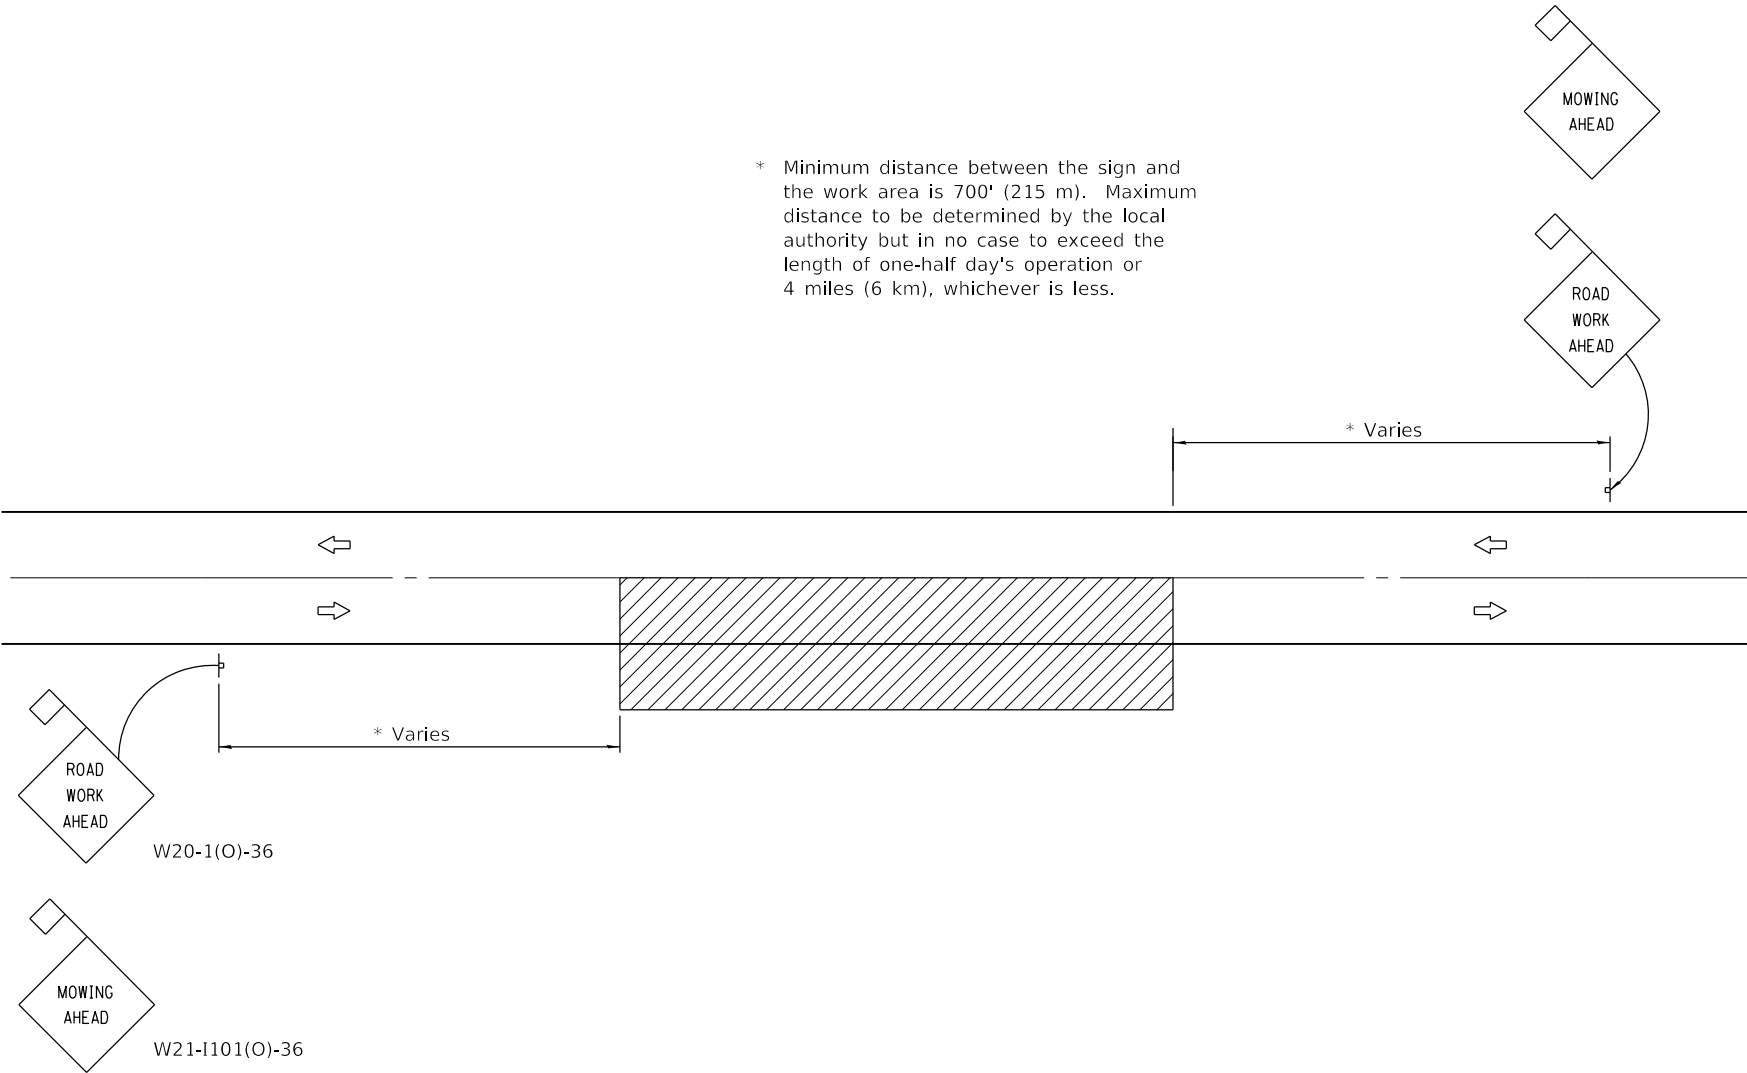 MOWING
AHEAD
* Minimum distance between the sign and
the work area is 700' (215 m). Maximum
distance to be determined by the local
authority but in no case to exceed the
length of one-half day's operation or
4 miles (6 km), whichever is less.
ROAD
WORK
AHEAD
* Varies
* Varies
ROAD
WORK
AHEAD
W20-1(O)-36
MOWING
AHEAD
W21-I101(O)-36